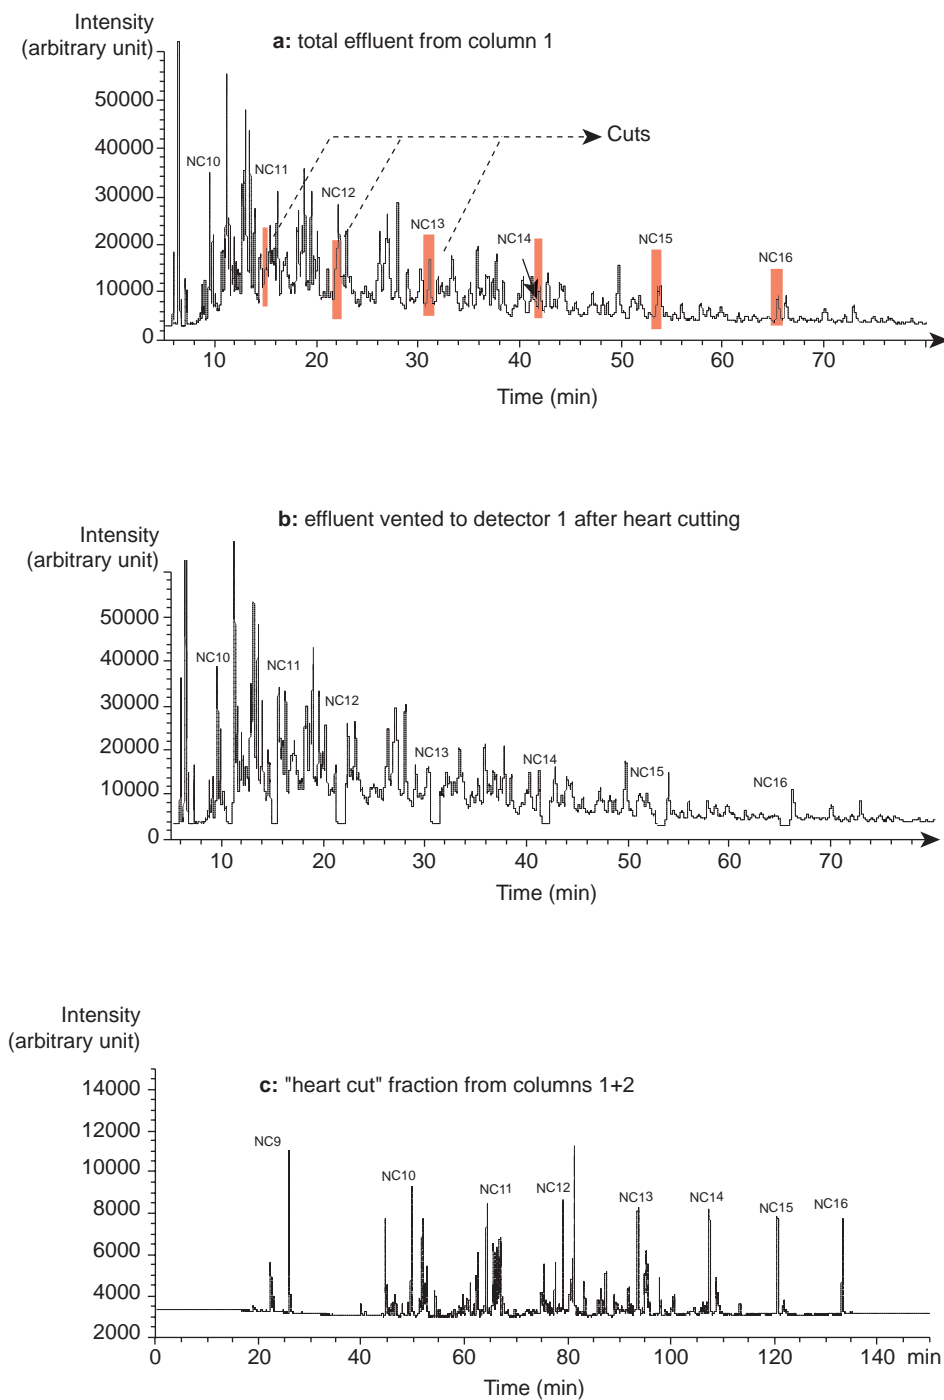 Intensity
(arbitrary unit)
a: total effluent from column 1
50000
40000
30000
20000
10000
0
Cuts
NC10
NC11
NC12
NC13
NC14
NC15
NC16
10
20
30
40
50
60
70
Time (min)
b: effluent vented to detector 1 after heart cutting
Intensity
(arbitrary unit)
50000
40000
30000
20000
10000
0
NC10
NC11
NC12
NC13
NC14
NC15
NC16
10
20
30
40
50
60
70
Time (min)
Intensity
(arbitrary unit)
c: "heart cut" fraction from columns 1+2
14000
12000
10000
8000
6000
4000
2000
NC9
NC10
NC11
NC12
NC13
NC14
NC15
NC16
0
20
40
60
80
100
120
140
min
Time (min)